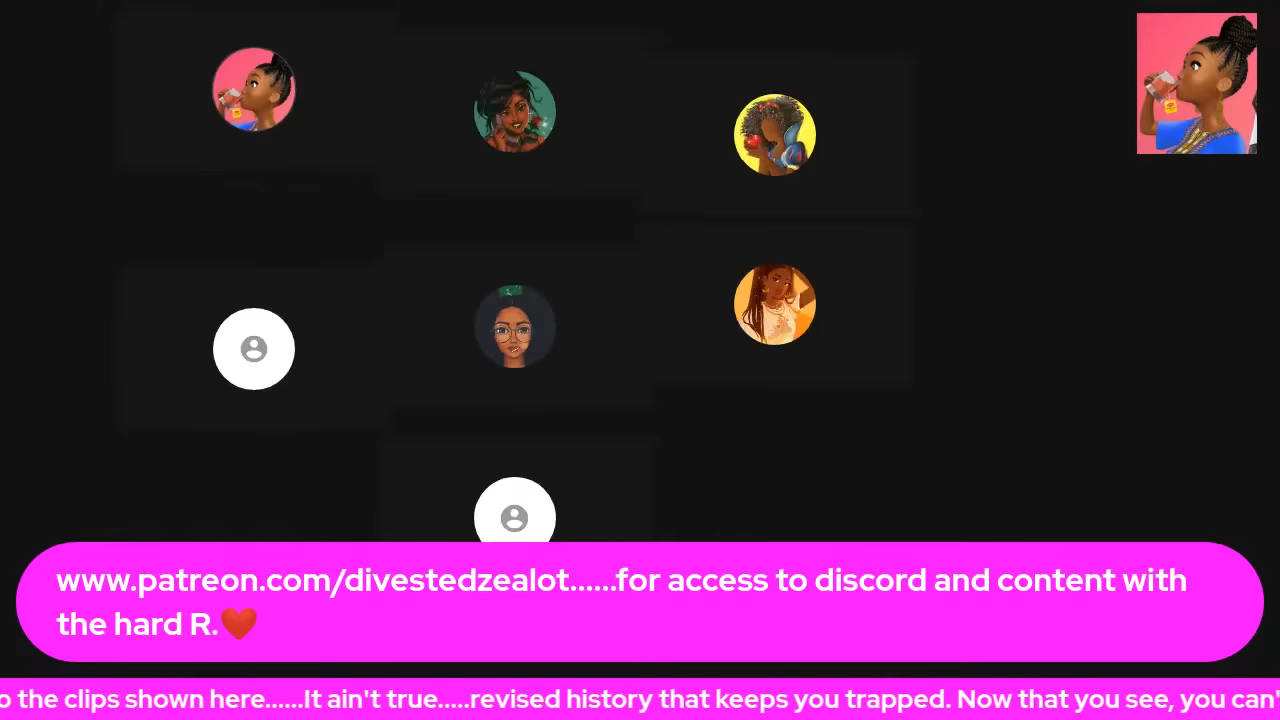 www.patreon.com/divestedzealot......for access to discord and content with
the hard R.❤️
o the clips shown here......It ain't true.....revised history that keeps you trapped. Now that you see, you can'